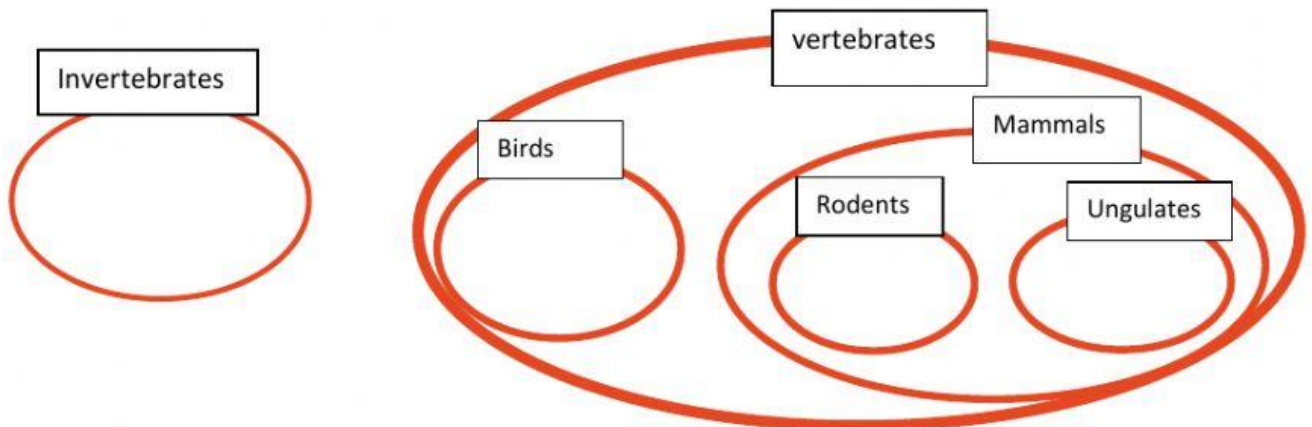 vertebrates
Invertebrates
Mammals
Birds
Rodents
Ungulates